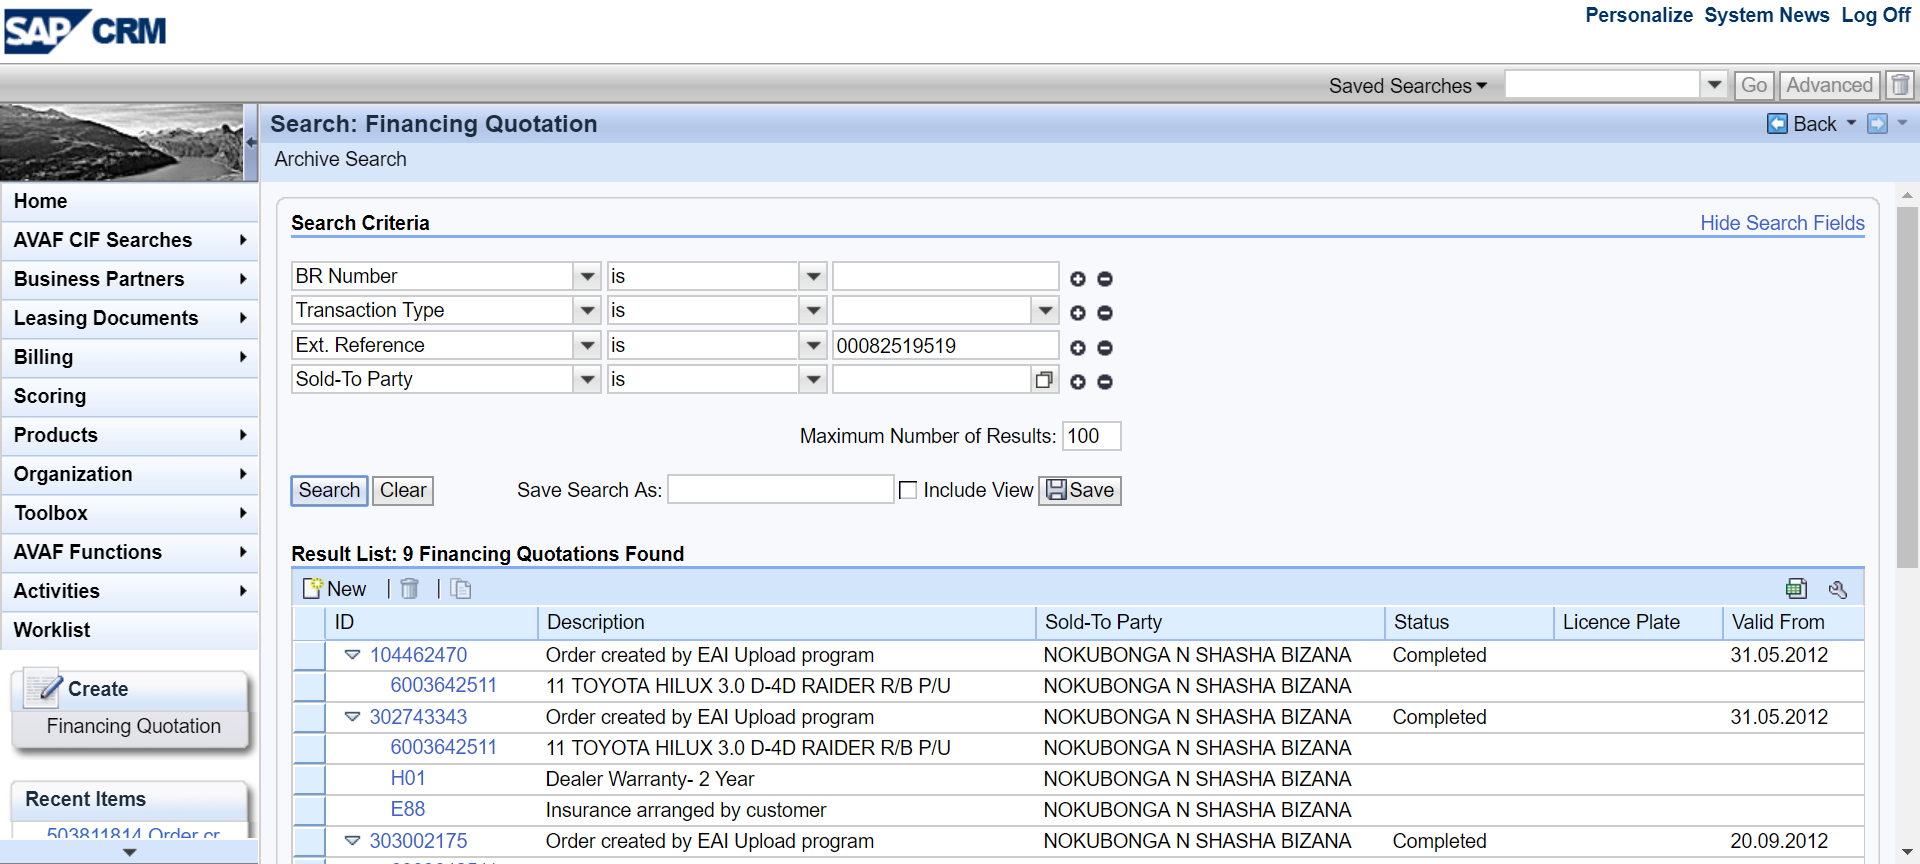 SAP CRM
Personalize System News Log Off
Saved Searches Go Advanced
Search: Financing Quotation
Back
Archive Search
Home
AVAF CIF Searches
Business Partners
Leasing Documents
Billing
Scoring
Products
Organization
Toolbox
AVAF Functions
Activities
Worklist
Create
Financing Quotation
Recent Items
503811814 Order cr
Search Criteria
Hide Search Fields
BR Number is
Transaction Type is
Ext. Reference is 00082519519
Sold-To Party is
Maximum Number of Results: 100
Search Clear Save Search As: Include View Save
Result List: 9 Financing Quotations Found
New
ID Description Sold-To Party Status Licence Plate Valid From
104462470 Order created by EAI Upload program NOKUBONGA N SHASHA BIZANA Completed 31.05.2012
6003642511 11 TOYOTA HILUX 3.0 D-4D RAIDER R/B P/U NOKUBONGA N SHASHA BIZANA
302743343 Order created by EAI Upload program NOKUBONGA N SHASHA BIZANA Completed 31.05.2012
6003642511 11 TOYOTA HILUX 3.0 D-4D RAIDER R/B P/U NOKUBONGA N SHASHA BIZANA
H01 Dealer Warranty- 2 Year NOKUBONGA N SHASHA BIZANA
E88 Insurance arranged by customer NOKUBONGA N SHASHA BIZANA
303002175 Order created by EAI Upload program NOKUBONGA N SHASHA BIZANA Completed 20.09.2012